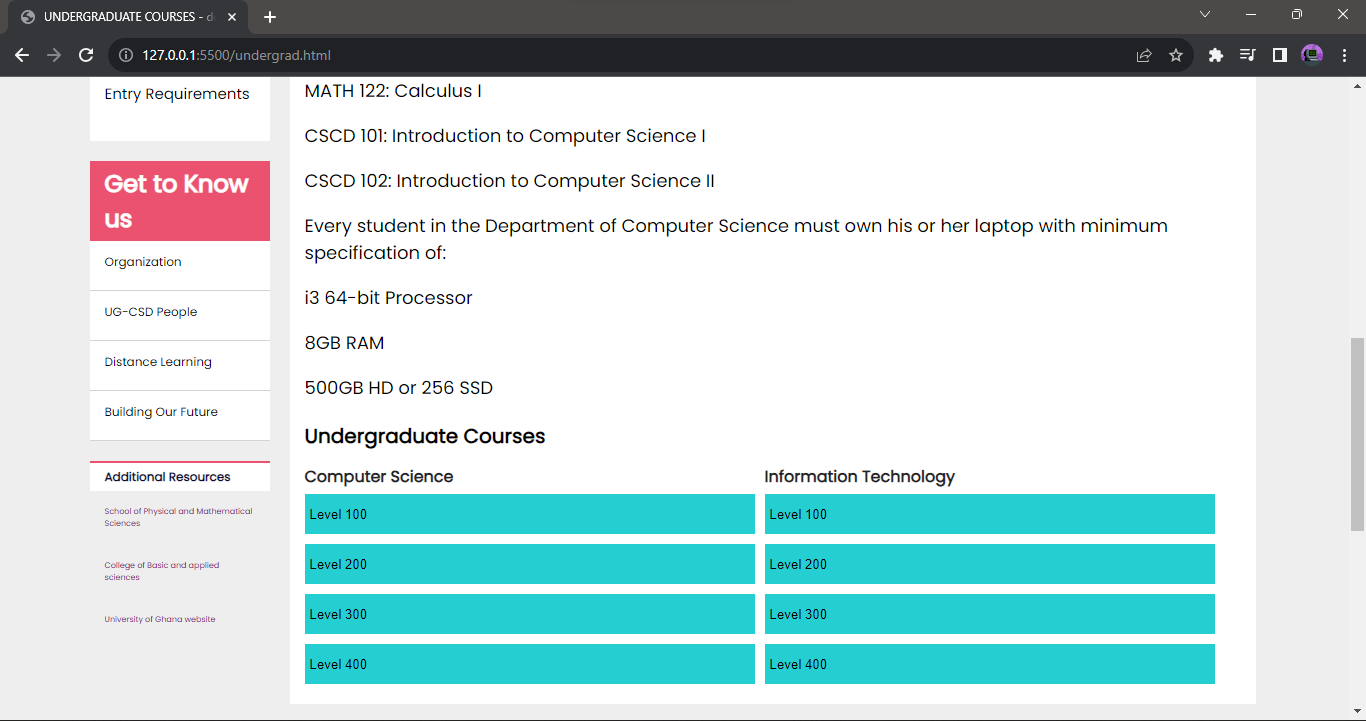 UNDERGRADUATE COURSES - d
127.0.0.1:5500/undergrad.html
Entry Requirements
Get to Know
us
Organization
UG-CSD People
Distance Learning
Building Our Future
Additional Resources
School of Physical and Mathematical
Sciences
College of Basic and applied
sciences
University of Ghana website
MATH 122: Calculus I
CSCD 101: Introduction to Computer Science I
CSCD 102: Introduction to Computer Science II
Every student in the Department of Computer Science must own his or her laptop with minimum
specification of:
i3 64-bit Processor
8GB RAM
500GB HD or 256 SSD
Undergraduate Courses
Computer Science
Level 100
Level 200
Level 300
Level 400
Information Technology
Level 100
Level 200
Level 300
Level 400